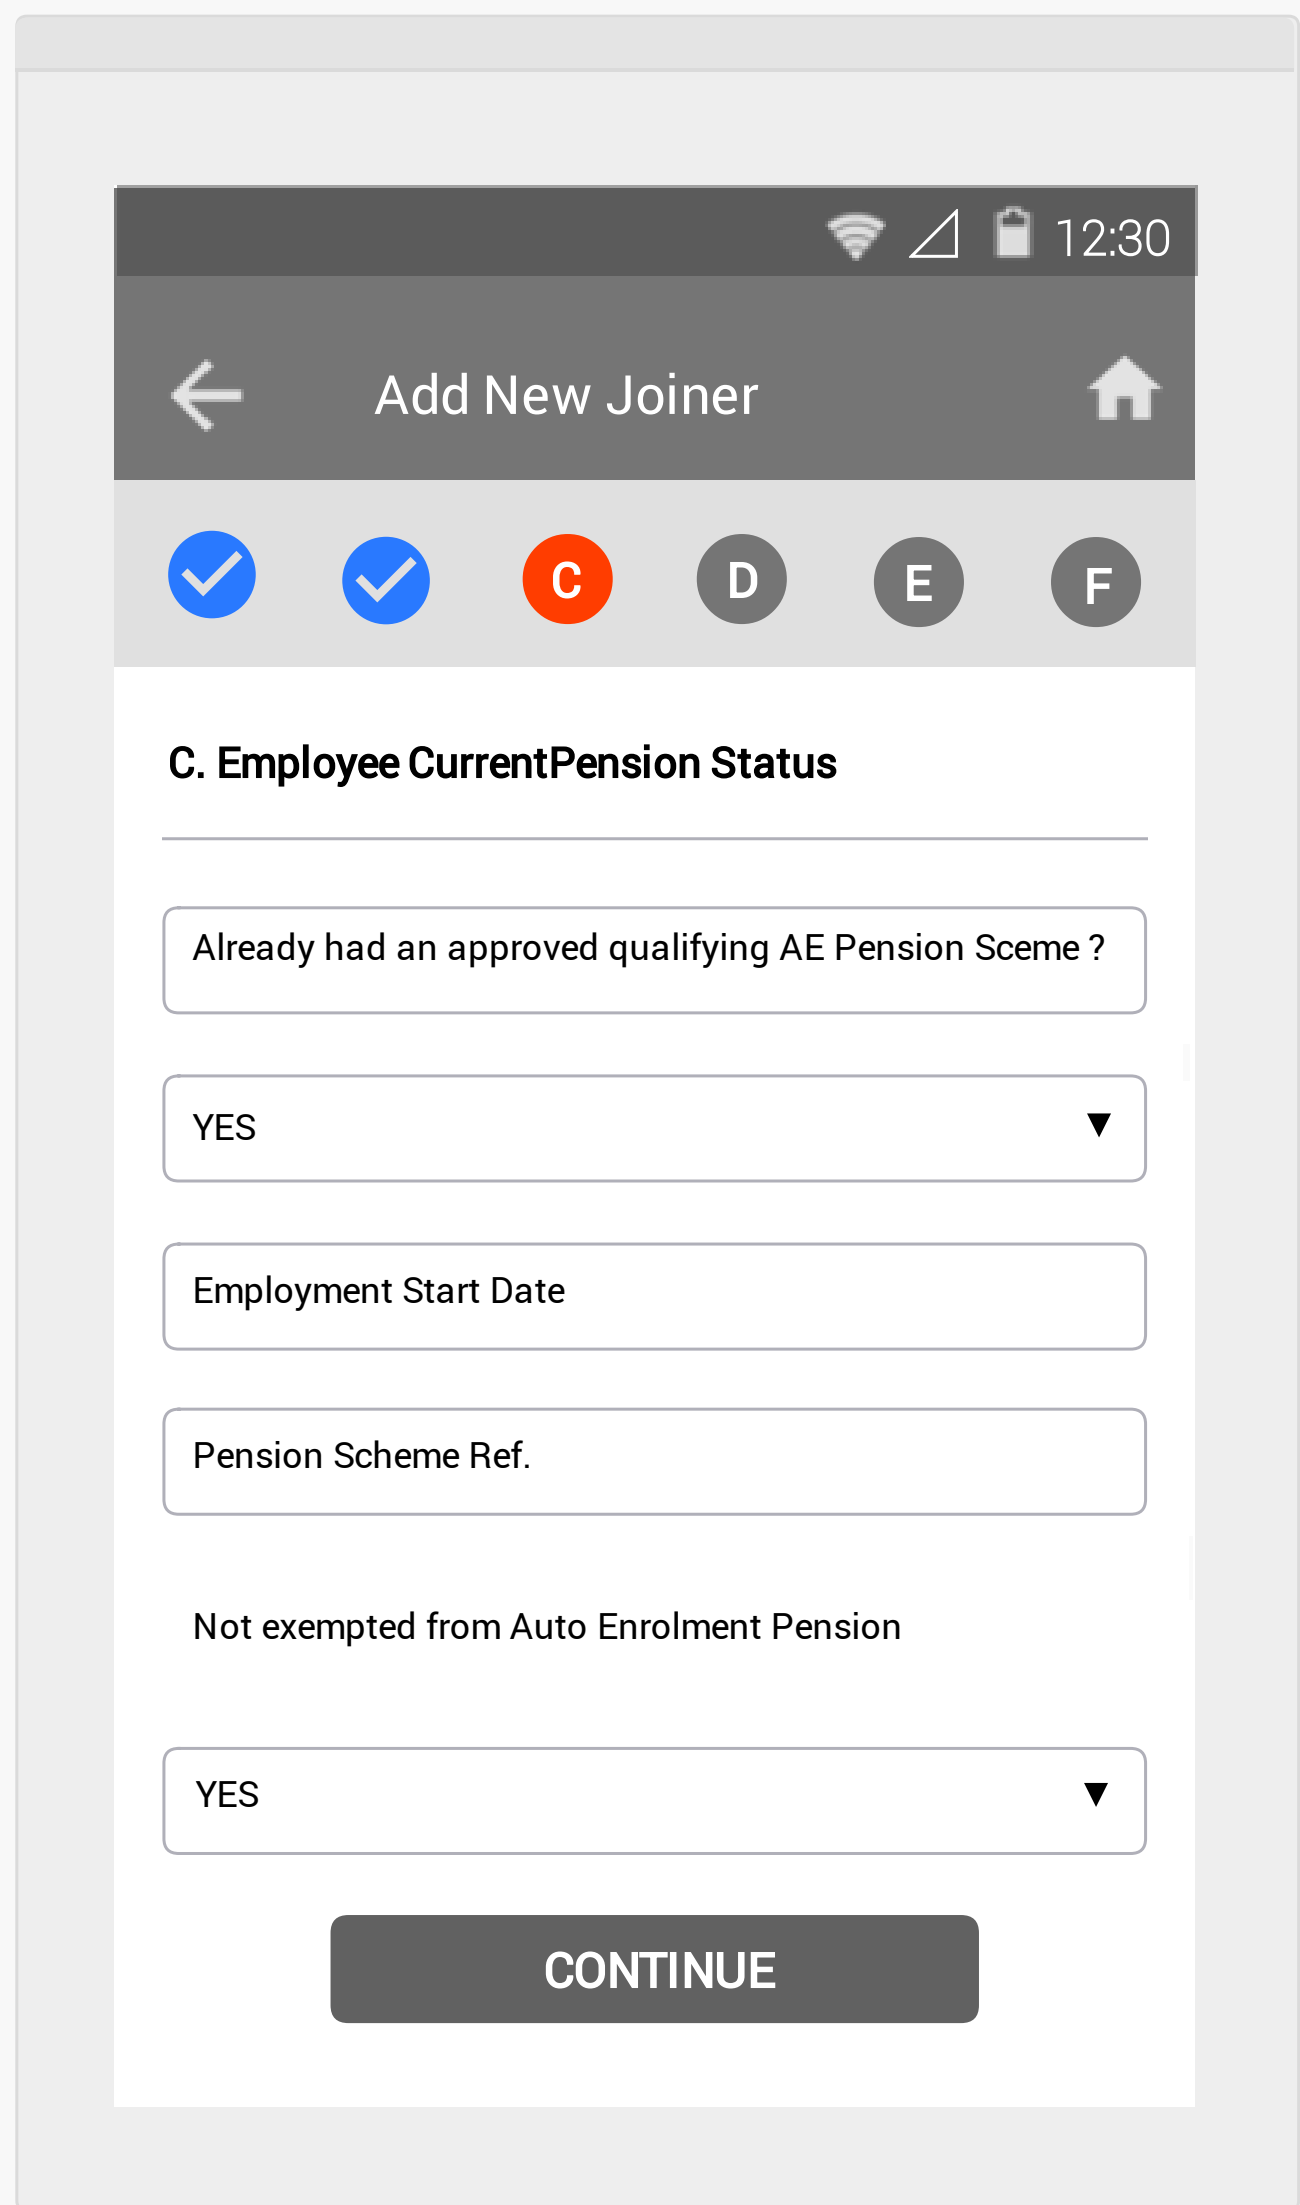 12:30
Add New Joiner
C D E F
C. Employee CurrentPension Status
Already had an approved qualifying AE Pension Sceme ?
YES ▼
Employment Start Date
Pension Scheme Ref.
Not exempted from Auto Enrolment Pension
YES ▼
CONTINUE